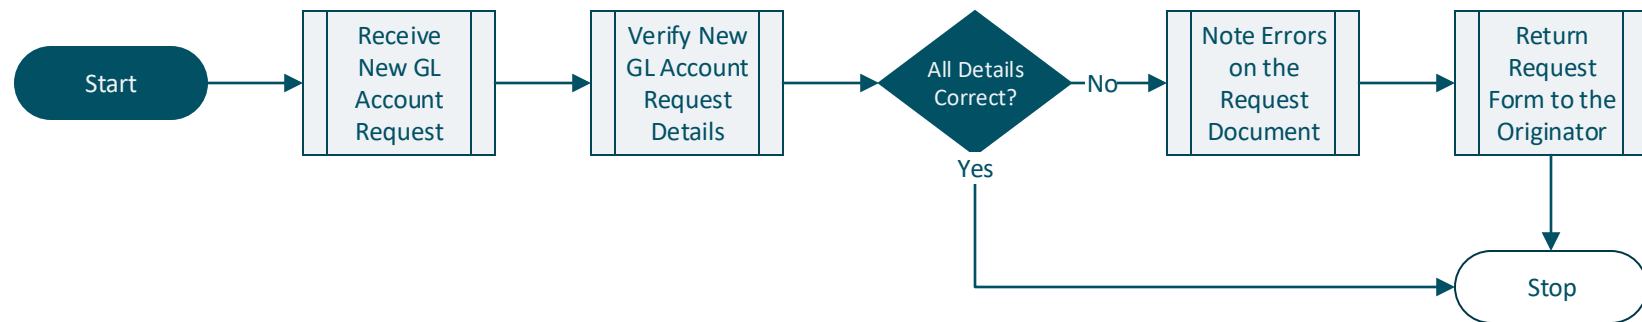 Start
Receive
New GL
Account
Request
Verify New
GL Account
Request
Details
All Details
Correct?
No
Note Errors
on the
Request
Document
Return
Request
Form to the
Originator
Yes
Stop